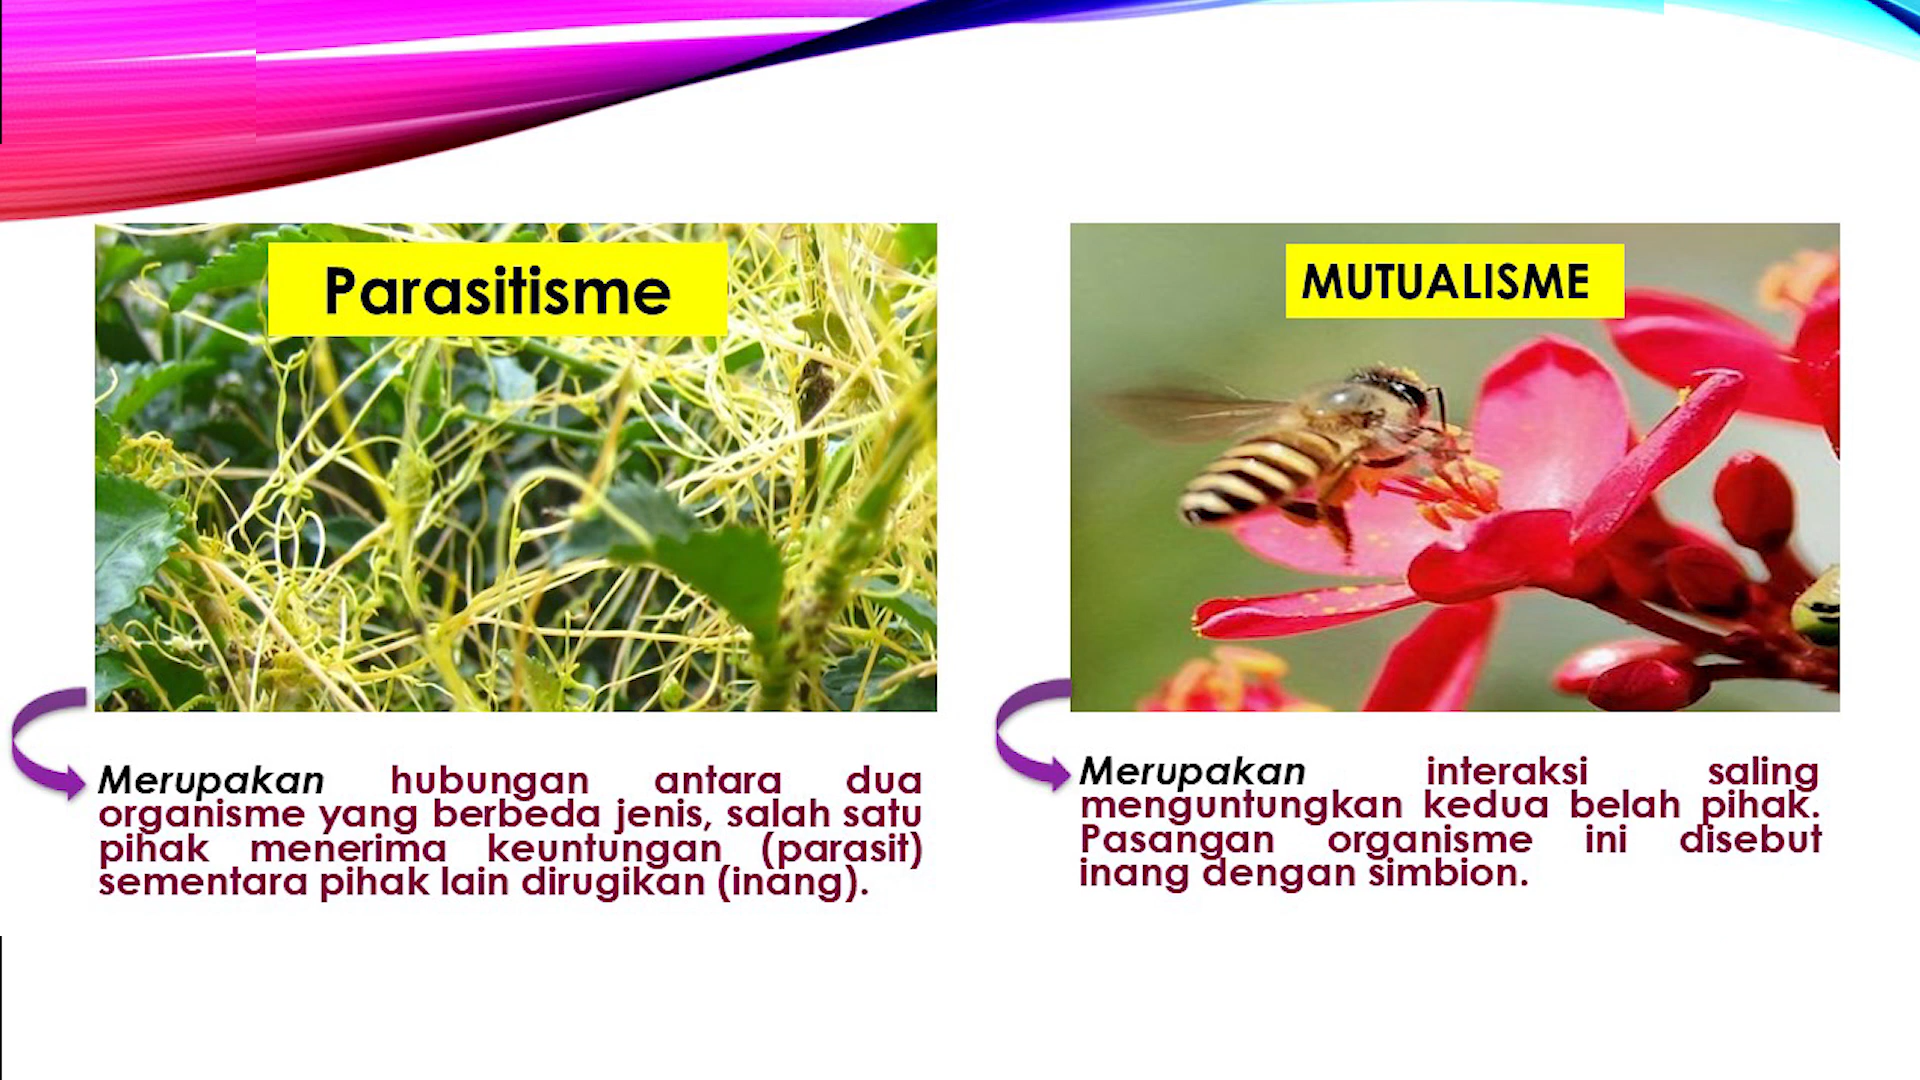 Parasitisme
Merupakan hubungan antara dua
organisme yang berbeda jenis, salah satu
pihak menerima keuntungan (parasit)
sementara pihak lain dirugikan (inang).
MUTUALISME
Merupakan interaksi saling
menguntungkan kedua belah pihak.
Pasangan organisme ini disebut
inang dengan simbion.